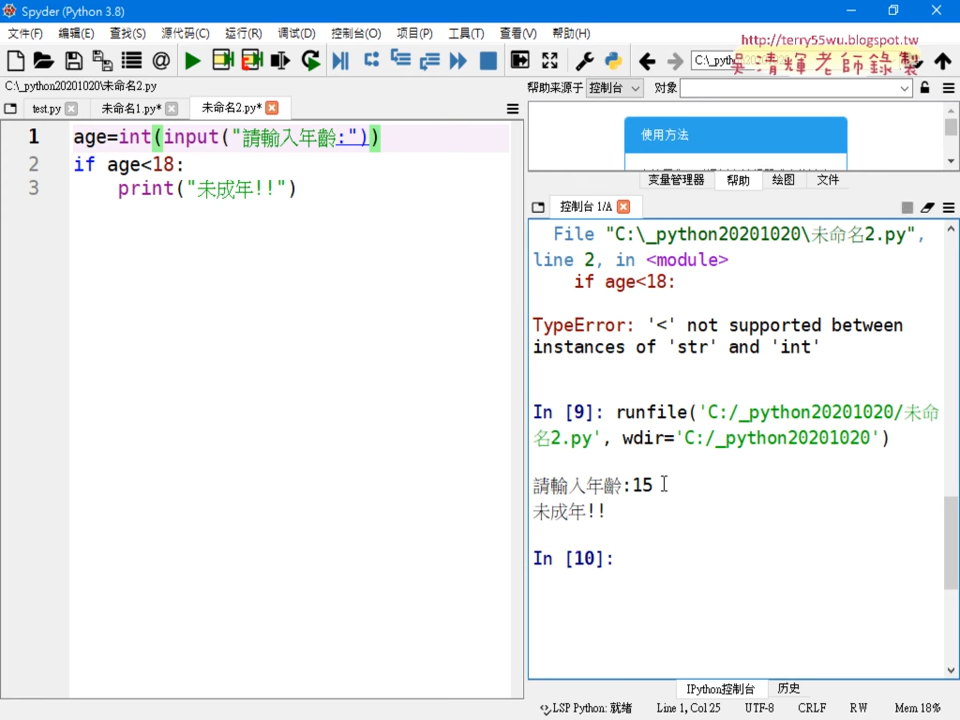 Spyder (Python 3.8)
文件(F) 編輯(E) 查找(S) 源代码(C) 运行(R) 调试(D) 控制台(O) 项目(P) 工具(T) 查看(V) 帮助(H)
http://terry55wu.blogspot.tw
吳清輝老師錄製
C:\_pyth
C:\_python20201020\未命名2.py
帮助来源于 控制台 对象
test.py 未命名1.py* 未命名2.py*
1 age=int(input("請輸入年齡:"))
2 if age<18:
3 print("未成年!!")
使用方法
变量管理器 帮助 绘图 文件
控制台 1/A
File "C:\_python20201020\未命名2.py",
line 2, in <module>
if age<18:
TypeError: '<' not supported between
instances of 'str' and 'int'
In [9]: runfile('C:/_python20201020/未命
名2.py', wdir='C:/_python20201020')
請輸入年齡:15
未成年!!
In [10]:
IPython控制台 历史
LSP Python: 就绪 Line 1, Col 25 UTF-8 CRLF RW Mem 18%